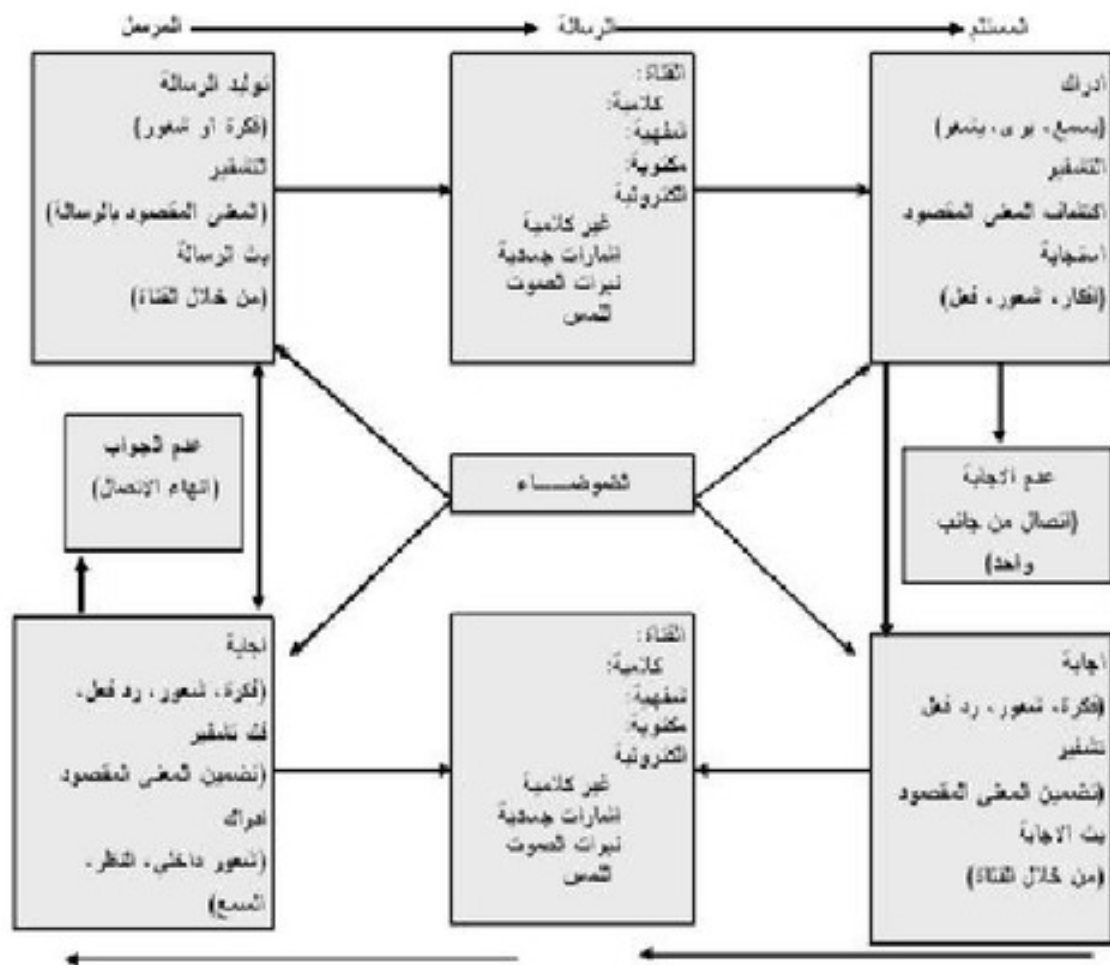 المرسل
الرسالة
المستلم
توليد الرسالة
(فكرة او شعور)
التشفير
(المعنى المقصود بالرسالة)
بث الرسالة
(من خلال القناة)
القناة:
كلامية:
شفهية:
مكتوبة:
الكترونية
غير كلامية
اشارات جسدية
نبرات الصوت
اللمس
ادراك
(يسمع، يرى، يشعر)
التشفير
اكتشاف المعنى المقصود
استجابة
(افكار، شعور، فعل)
عدم الجواب
(انهاء الاتصال)
الضوضـــــاء
عدم الاجابة
(اتصال من جانب
واحد)
اجابة
(فكرة، شعور، رد فعل،
فك تشفير
(تضمين المعنى المقصود
ادراك
(شعور داخلي، النظر،
السمع)
القناة:
كلامية:
شفهية:
مكتوبة:
الكترونية
غير كلامية
اشارات جسدية
نبرات الصوت
اللمس
اجابة
(فكرة، شعور، رد فعل
تشفير
(تضمين المعنى المقصود
بث الاجابة
(من خلال القناة)